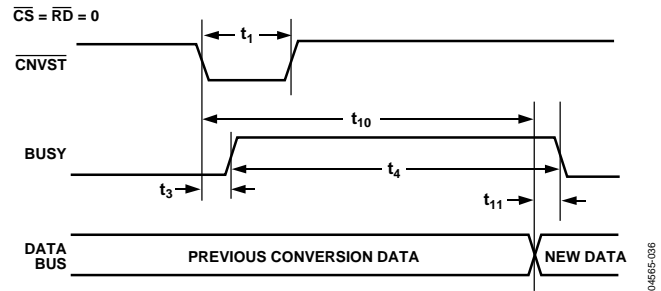 CS = RD = 0
t1
CNVST
t10
BUSY
t4
t3
t11
DATA
BUS
PREVIOUS CONVERSION DATA
NEW DATA
04565-036